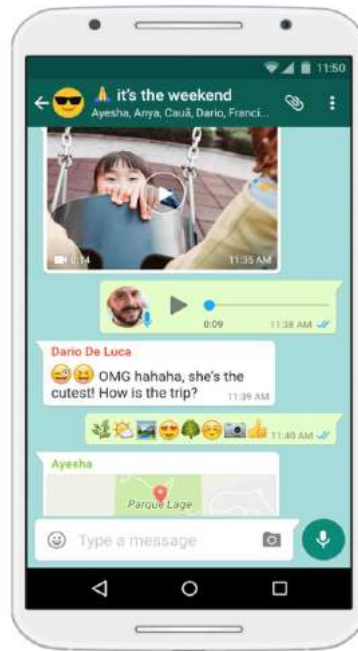 11:50
🙏 it's the weekend
Ayesha, Anya, Cauã, Dario, Franci...
0:14
11:35 AM
0:09
11:38 AM
Dario De Luca
😜😆 OMG hahaha, she's the
cutest! How is the trip?
11:39 AM
🌿🌤🏞😍🌳☺📷👍 11:40 AM
Ayesha
Parque Lage
Type a message